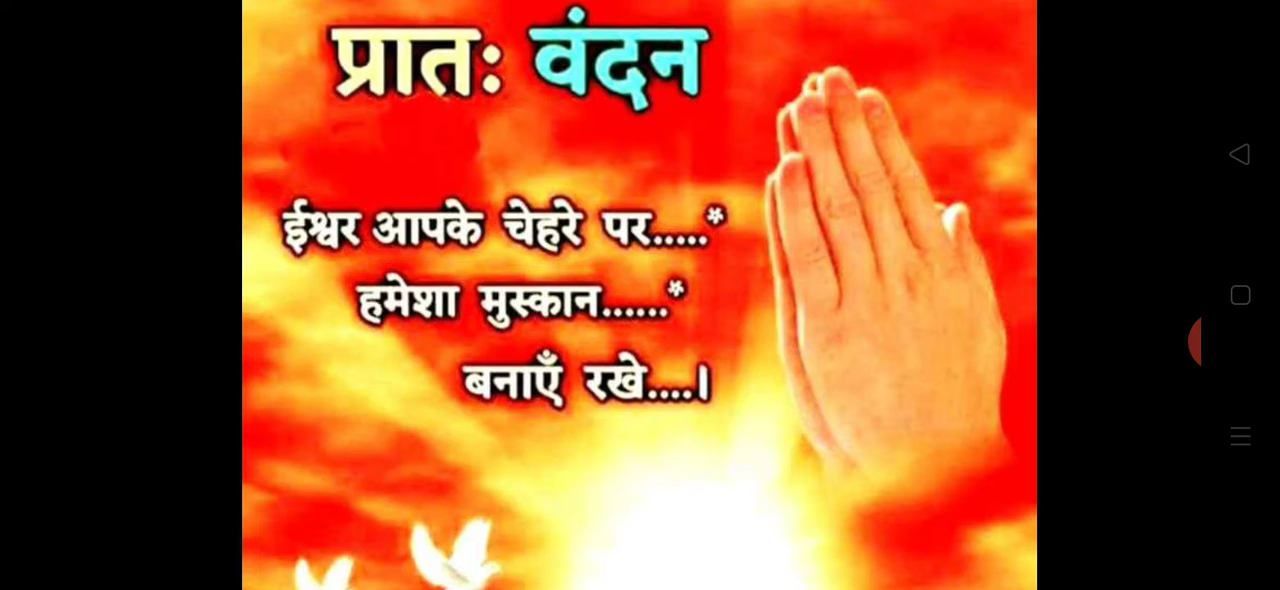 प्रातः वंदन
ईश्वर आपके चेहरे पर.....*
हमेशा मुस्कान......*
बनाएँ रखे....।